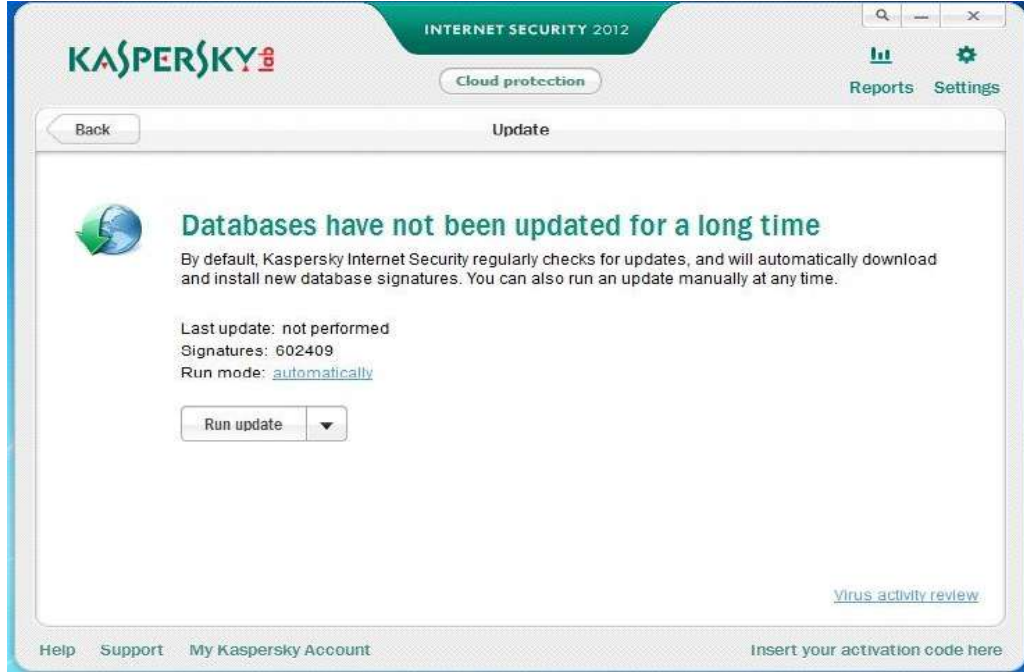 INTERNET SECURITY 2012
KASPERSKY lab
Cloud protection
Reports Settings
Back
Update
Databases have not been updated for a long time
By default, Kaspersky Internet Security regularly checks for updates, and will automatically download
and install new database signatures. You can also run an update manually at any time.
Last update: not performed
Signatures: 602409
Run mode: automatically
Run update
Virus activity review
Help Support My Kaspersky Account Insert your activation code here